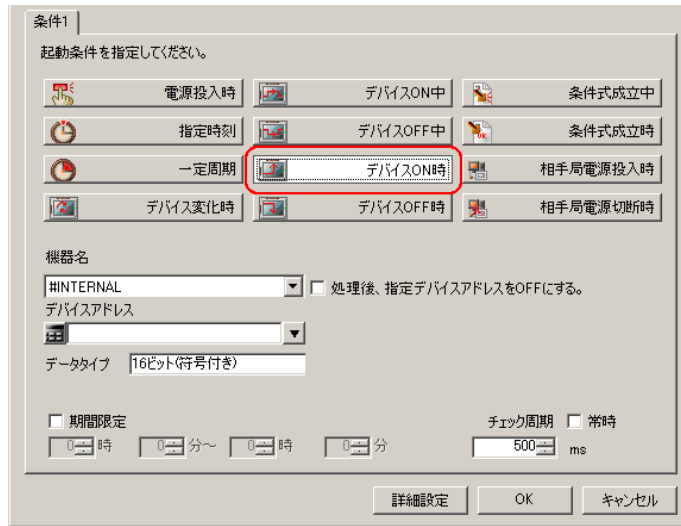 条件1
起動条件を指定してください。
電源投入時 デバイスON中 条件式成立中
指定時刻 デバイスOFF中 条件式成立時
一定周期 デバイスON時 相手局電源投入時
デバイス変化時 デバイスOFF時 相手局電源切断時
機器名
#INTERNAL 処理後、指定デバイスアドレスをOFFにする。
デバイスアドレス
データタイプ 16ビット(符号付き)
期間限定 チェック周期 常時
0 時 0 分～ 0 時 0 分 500 ms
詳細設定 OK キャンセル